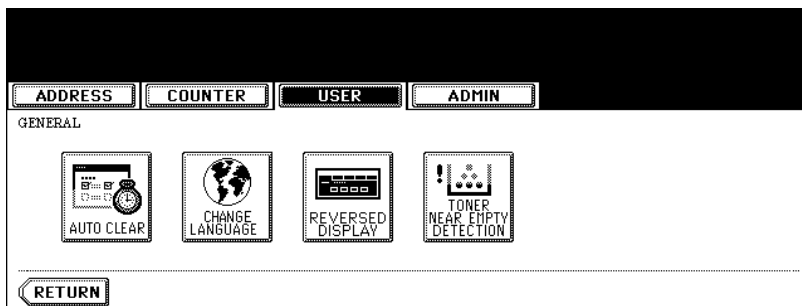 ADDRESS COUNTER USER ADMIN
GENERAL
AUTO CLEAR
CHANGE
LANGUAGE
REVERSED
DISPLAY
TONER
NEAR EMPTY
DETECTION
RETURN